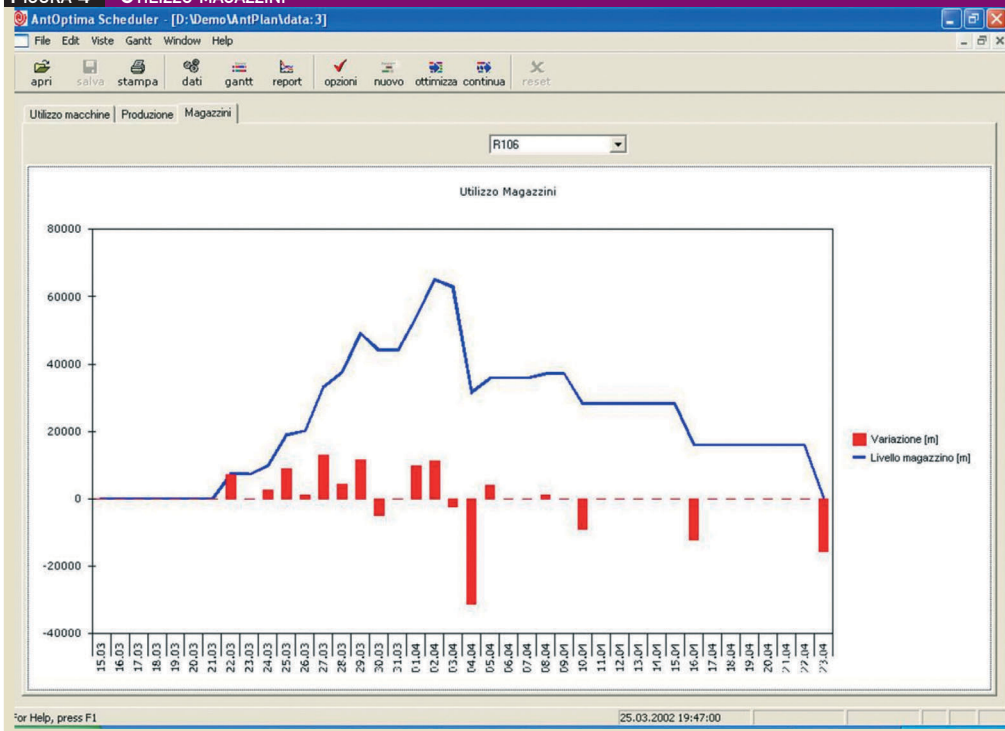 FIGURA 4 UTILIZZO MAGAZZINI
AntOptima Scheduler - [D:\Demo\AntPlan\data:3]
File Edit Viste Gantt Window Help
apri salva stampa dati gantt report opzioni nuovo ottimizza continua reset
Utilizzo macchine Produzione Magazzini
R106
Utilizzo Magazzini
80000
60000
40000
20000
0
-20000
-40000
Variazione [m]
Livello magazzino [m]
15.03 16.03 17.03 18.03 19.03 20.03 21.03 22.03 23.03 24.03 25.03 26.03 27.03 28.03 29.03 30.03 31.03 01.04 02.04 03.04 04.04 05.04 06.04 07.04 08.04 09.04 10.04 11.04 12.04 13.04 14.04 15.04 16.04 17.04 18.04 19.04 20.04 21.04 22.04 23.04
For Help, press F1
25.03.2002 19:47:00